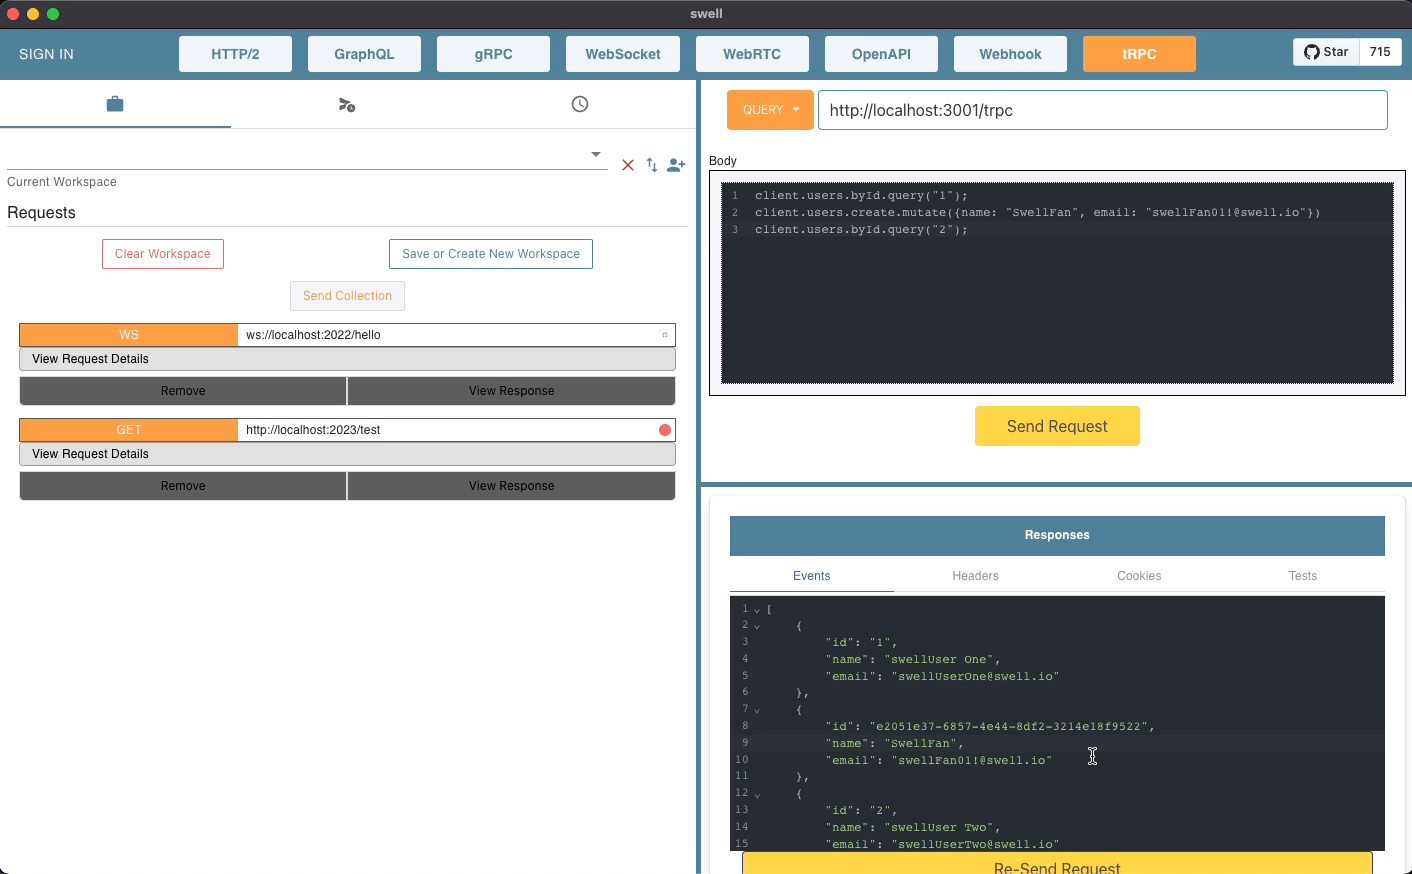 swell
SIGN IN
HTTP/2
GraphQL
gRPC
WebSocket
WebRTC
OpenAPI
Webhook
tRPC
Star
715
Current Workspace
Requests
Clear Workspace
Save or Create New Workspace
Send Collection
WS
ws://localhost:2022/hello
View Request Details
Remove
View Response
GET
http://localhost:2023/test
View Request Details
Remove
View Response
QUERY
http://localhost:3001/trpc
Body
1 client.users.byId.query("1");
2 client.users.create.mutate({name: "SwellFan", email: "swellFan01!@swell.io"})
3 client.users.byId.query("2");
Send Request
Responses
Events
Headers
Cookies
Tests
1 [
2 {
3 "id": "1",
4 "name": "swellUser One",
5 "email": "swellUserOne@swell.io"
6 },
7 {
8 "id": "e2051e37-6857-4e44-8df2-3214e18f9522",
9 "name": "SwellFan",
10 "email": "swellFan01!@swell.io"
11 },
12 {
13 "id": "2",
14 "name": "swellUser Two",
15 "email": "swellUserTwo@swell.io"
Re-Send Request